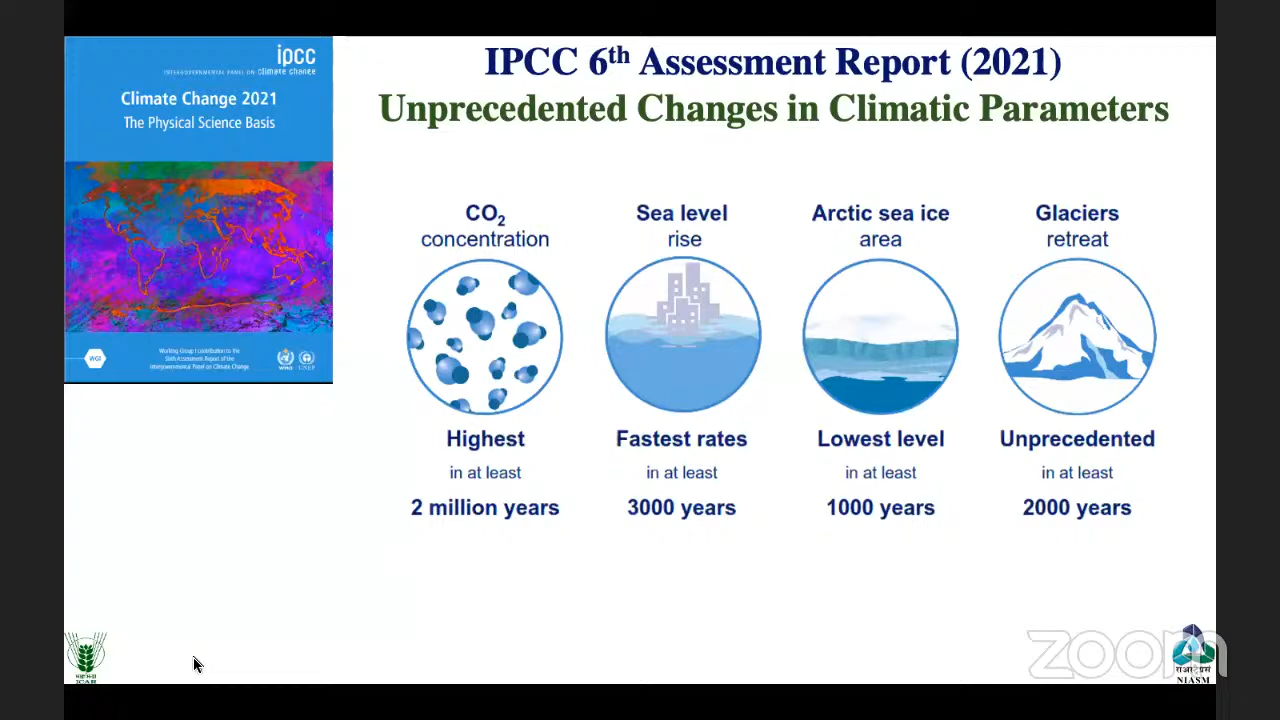 ipcc
INTERGOVERNMENTAL PANEL ON climate change
Climate Change 2021
The Physical Science Basis
WGI
Working Group I contribution to the
Sixth Assessment Report of the
Intergovernmental Panel on Climate Change
WMO
UNEP
IPCC 6th Assessment Report (2021)
Unprecedented Changes in Climatic Parameters
CO₂
concentration
Sea level
rise
Arctic sea ice
area
Glaciers
retreat
Highest
in at least
2 million years
Fastest rates
in at least
3000 years
Lowest level
in at least
1000 years
Unprecedented
in at least
2000 years
ICAR
zoom
NIASM